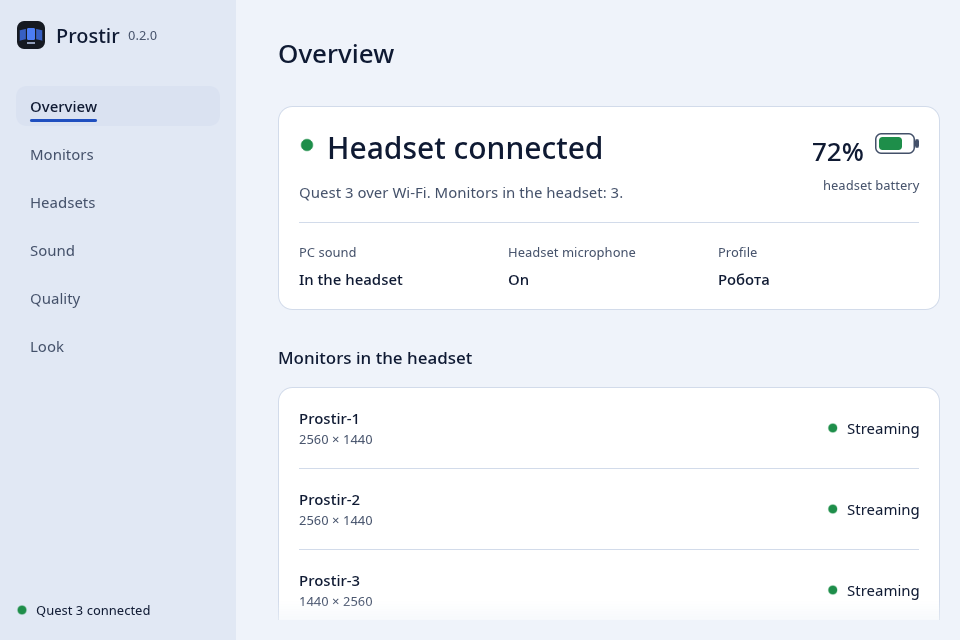 Prostir 0.2.0
Overview
Monitors
Headsets
Sound
Quality
Look
Quest 3 connected
Overview
Headset connected
72%
headset battery
Quest 3 over Wi-Fi. Monitors in the headset: 3.
PC sound
In the headset
Headset microphone
On
Profile
Робота
Monitors in the headset
Prostir-1
2560 × 1440
Streaming
Prostir-2
2560 × 1440
Streaming
Prostir-3
1440 × 2560
Streaming